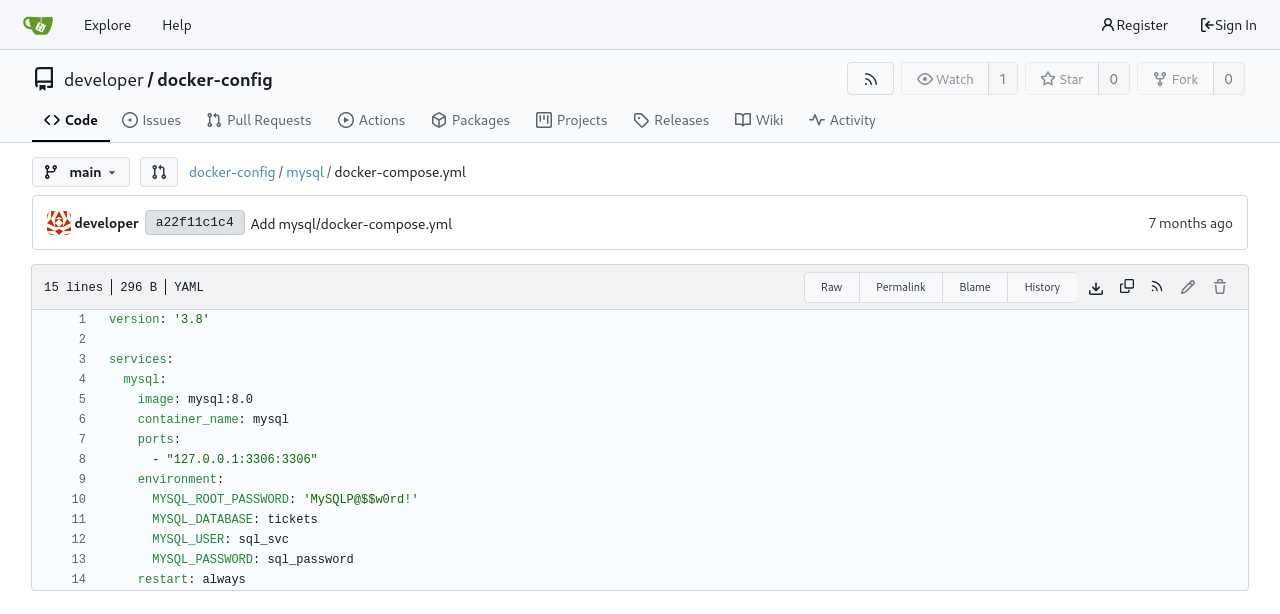 Explore Help Register Sign In
developer / docker-config Watch 1 Star 0 Fork 0
Code Issues Pull Requests Actions Packages Projects Releases Wiki Activity
main docker-config / mysql / docker-compose.yml
developer a22f11c1c4 Add mysql/docker-compose.yml 7 months ago
15 lines 296 B YAML Raw Permalink Blame History
1 version: '3.8'
2
3 services:
4   mysql:
5     image: mysql:8.0
6     container_name: mysql
7     ports:
8       - "127.0.0.1:3306:3306"
9     environment:
10       MYSQL_ROOT_PASSWORD: 'MySQLP@$$w0rd!'
11       MYSQL_DATABASE: tickets
12       MYSQL_USER: sql_svc
13       MYSQL_PASSWORD: sql_password
14     restart: always